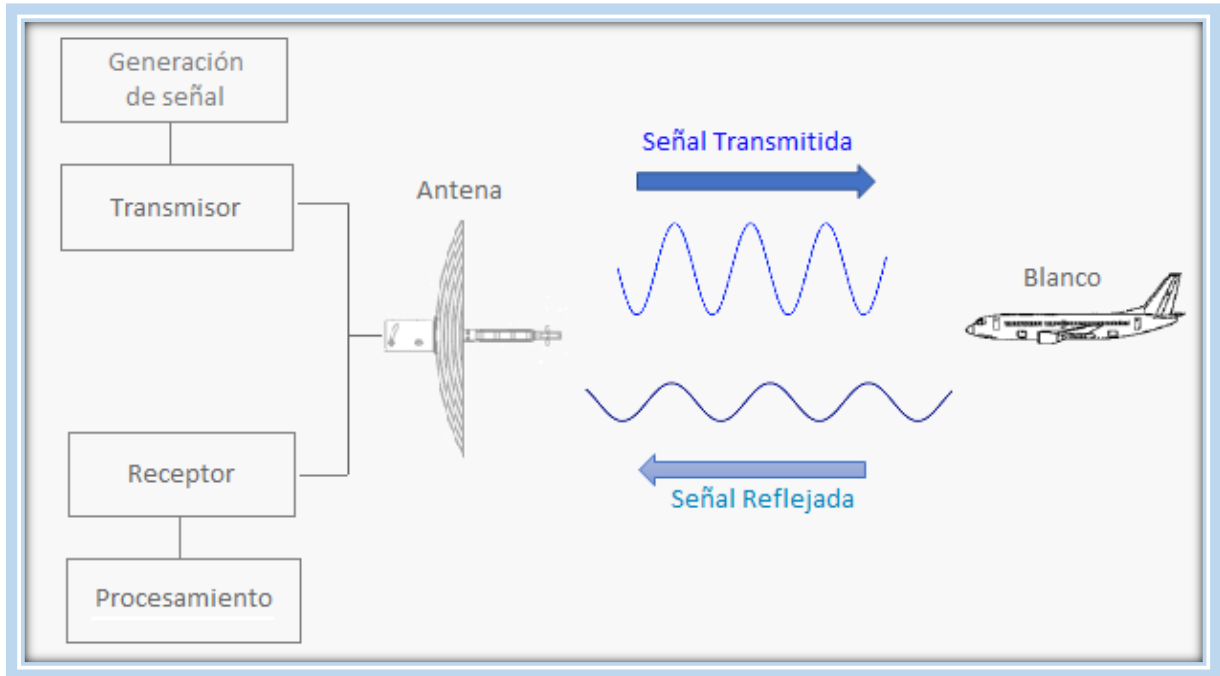 Generación
de señal
Transmisor
Antena
Señal Transmitida
Blanco
Receptor
Señal Reflejada
Procesamiento